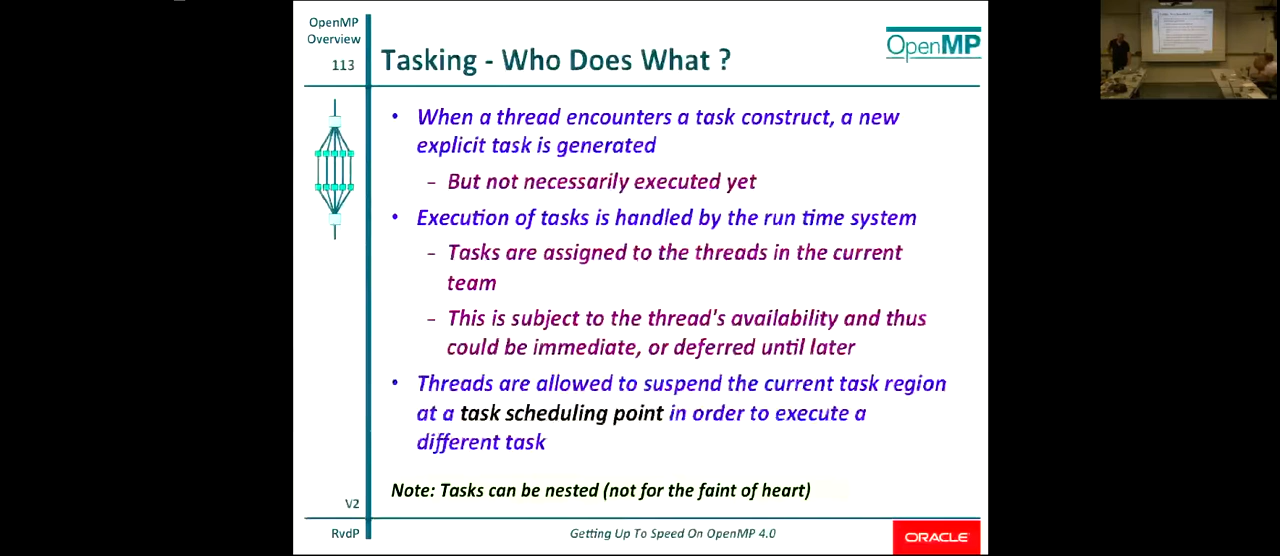 OpenMP
Overview
113
Tasking - Who Does What ?
OpenMP
• When a thread encounters a task construct, a new
explicit task is generated
– But not necessarily executed yet
• Execution of tasks is handled by the run time system
– Tasks are assigned to the threads in the current
team
– This is subject to the thread's availability and thus
could be immediate, or deferred until later
• Threads are allowed to suspend the current task region
at a task scheduling point in order to execute a
different task
Note: Tasks can be nested (not for the faint of heart)
V2
RvdP
Getting Up To Speed On OpenMP 4.0
ORACLE